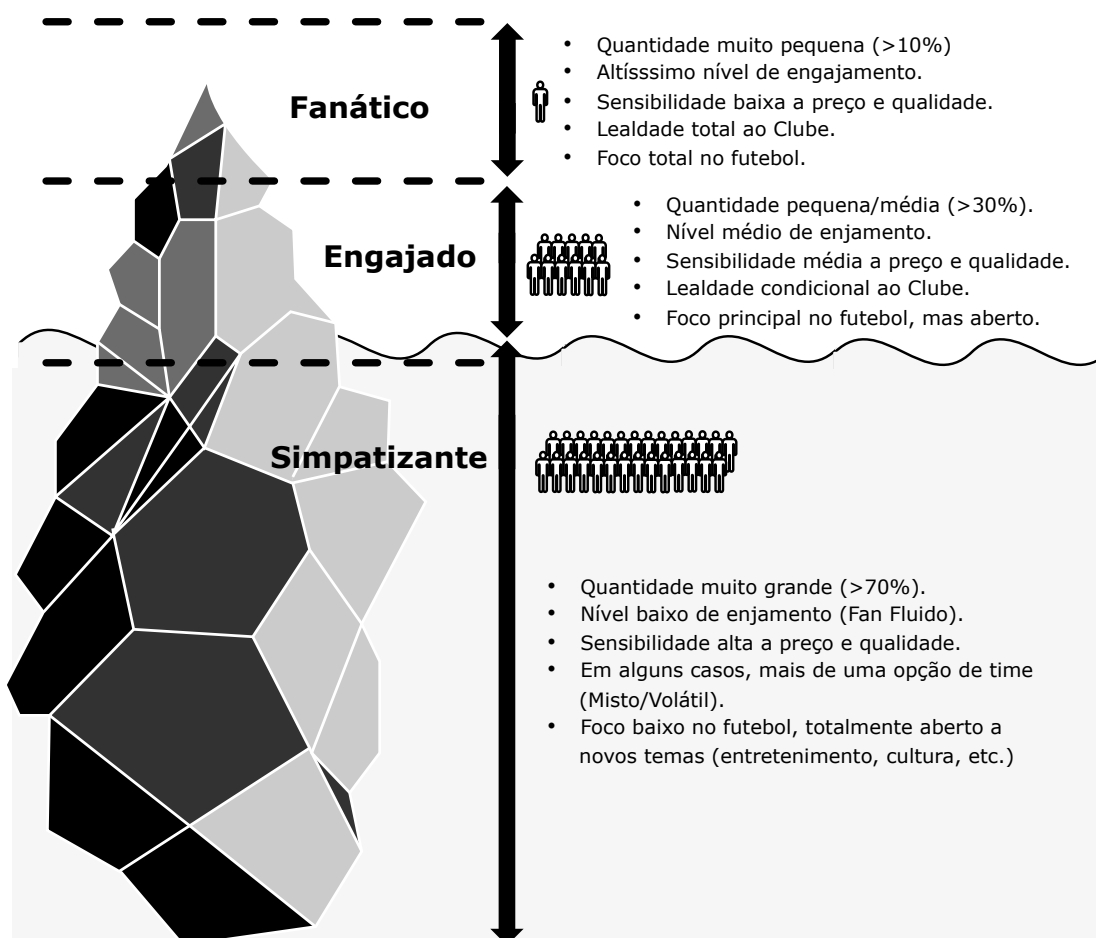 Fanático
• Quantidade muito pequena (>10%)
• Altísssimo nível de engajamento.
• Sensibilidade baixa a preço e qualidade.
• Lealdade total ao Clube.
• Foco total no futebol.
Engajado
• Quantidade pequena/média (>30%).
• Nível médio de enjamento.
• Sensibilidade média a preço e qualidade.
• Lealdade condicional ao Clube.
• Foco principal no futebol, mas aberto.
Simpatizante
• Quantidade muito grande (>70%).
• Nível baixo de enjamento (Fan Fluido).
• Sensibilidade alta a preço e qualidade.
• Em alguns casos, mais de uma opção de time
(Misto/Volátil).
• Foco baixo no futebol, totalmente aberto a
novos temas (entretenimento, cultura, etc.)